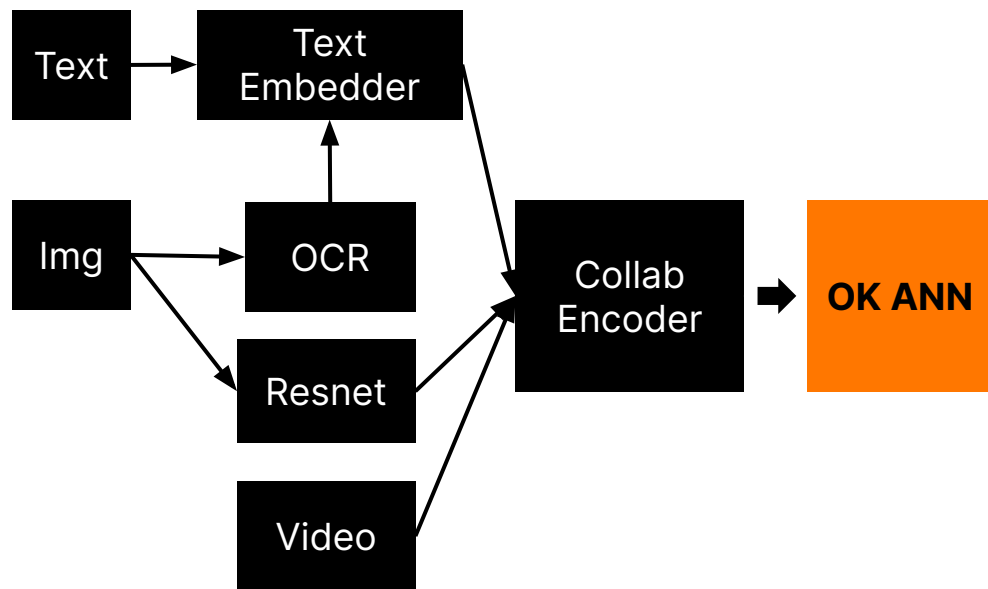 Text
Text
Embedder
Img
OCR
Collab
Encoder
OK ANN
Resnet
Video